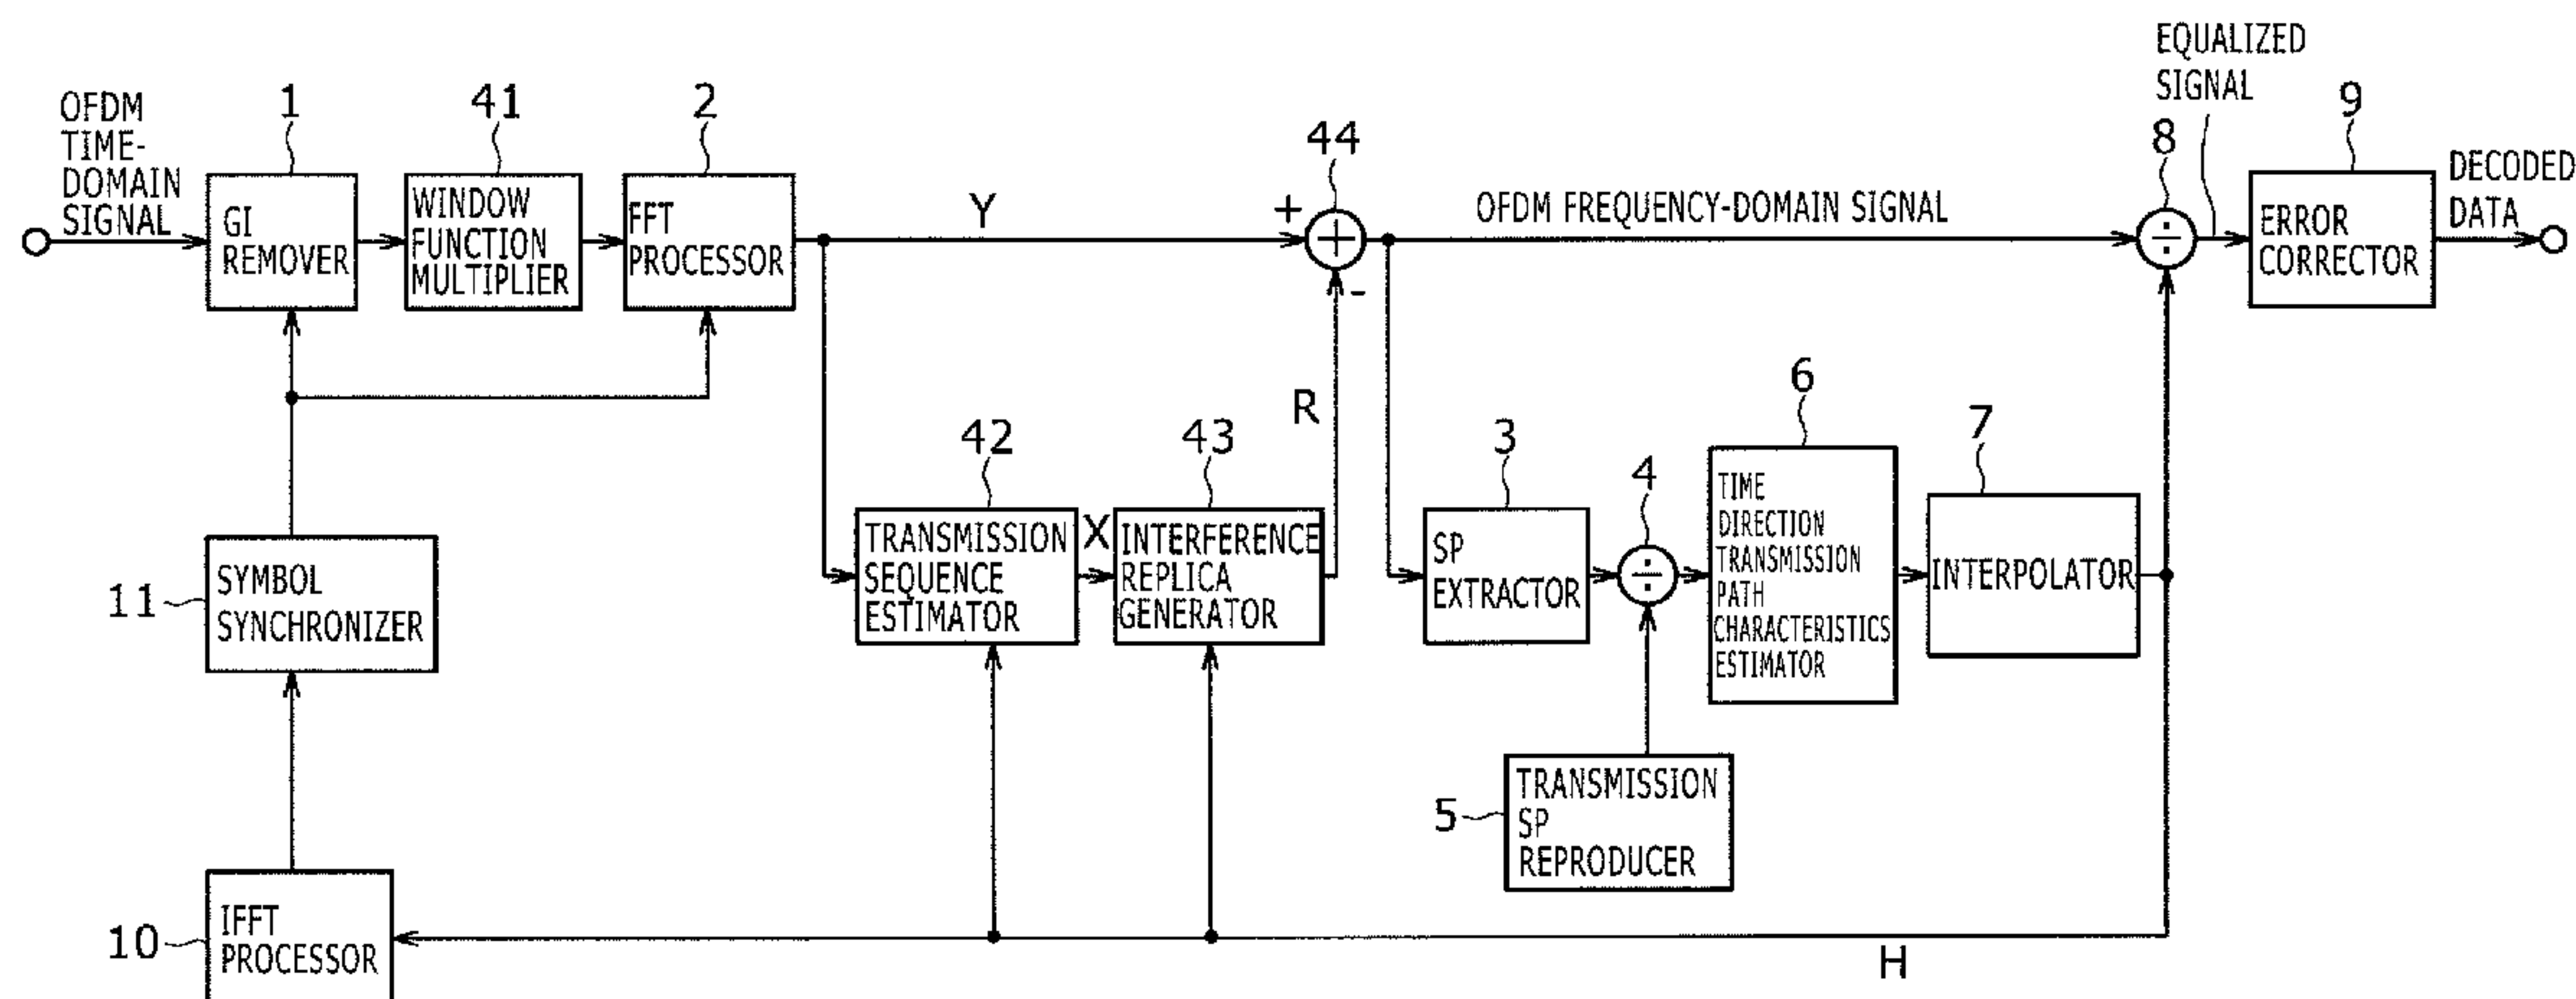 OFDM
TIME-
DOMAIN
SIGNAL
1
GI
REMOVER
41
WINDOW
FUNCTION
MULTIPLIER
2
FFT
PROCESSOR
Y
+
44
-
OFDM FREQUENCY-DOMAIN SIGNAL
EQUALIZED
SIGNAL
8
9
ERROR
CORRECTOR
DECODED
DATA
R
42
TRANSMISSION
SEQUENCE
ESTIMATOR
X
43
INTERFERENCE
REPLICA
GENERATOR
3
SP
EXTRACTOR
4
6
TIME
DIRECTION
TRANSMISSION
PATH
CHARACTERISTICS
ESTIMATOR
7
INTERPOLATOR
11
SYMBOL
SYNCHRONIZER
5
TRANSMISSION
SP
REPRODUCER
10
IFFT
PROCESSOR
H